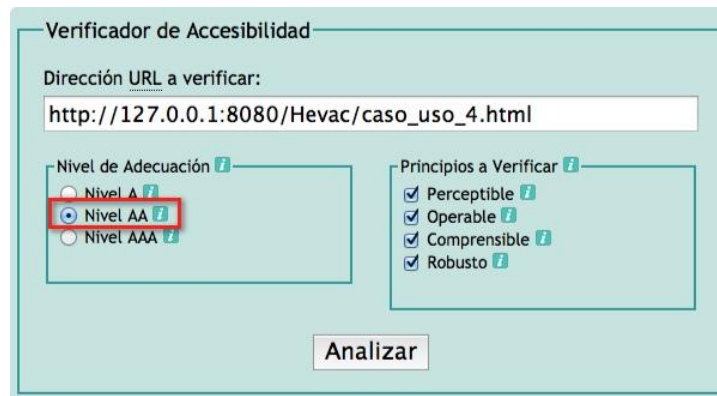 Verificador de Accesibilidad
Dirección URL a verificar:
http://127.0.0.1:8080/Hevac/caso_uso_4.html
Nivel de Adecuación i
Nivel A i
Nivel AA i
Nivel AAA i
Principios a Verificar i
Perceptible i
Operable i
Comprensible i
Robusto i
Analizar